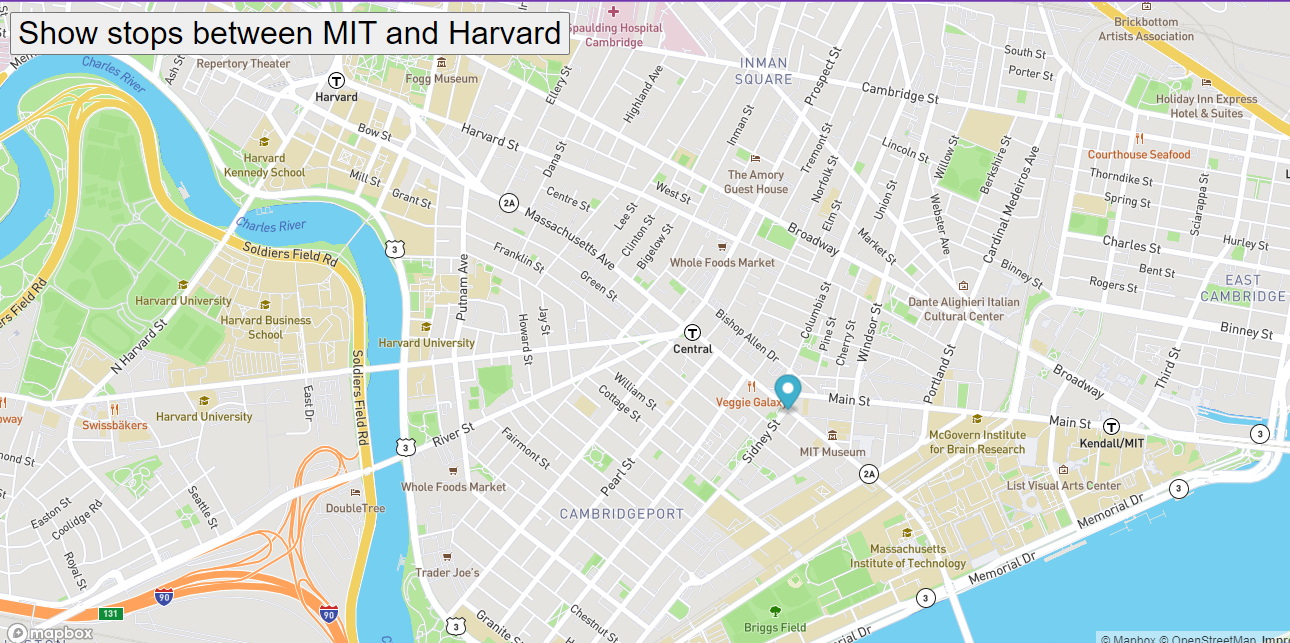 Show stops between MIT and Harvard
Spaulding Hospital
Cambridge
Brickbottom
Artists Association
Charles River
Ash St
Repertory Theater
Fogg Museum
Ellery St
Highland Ave
INMAN
SQUARE
Prospect St
South St
Porter St
Cambridge St
Holiday Inn Express
Hotel & Suites
Harvard
Bow St
Harvard St
Dana St
Inman St
Tremont St
Lincoln St
Willow St
Berkshire St
Courthouse Seafood
Harvard
Kennedy School
Mill St
Grant St
Centre St
West St
The Amory
Guest House
Norfolk St
Elm St
Union St
Webster Ave
Cardinal Medeiros Ave
Thorndike St
Spring St
Sciarappa St
2A
Massachusetts Ave
Lee St
Clinton St
Bigelow St
Broadway
Market St
Charles St
Hurley St
Charles River
Soldiers Field Rd
3
Franklin St
Green St
Whole Foods Market
Binney St
Bent St
Rogers St
EAST
CAMBRIDGE
Harvard University
Harvard Business
School
N Harvard St
Putnam Ave
Jay St
Howard St
Harvard University
T
Central
Bishop Allen Dr
Columbia St
Pine St
Cherry St
Windsor St
Dante Alighieri Italian
Cultural Center
Binney St
Portland St
Broadway
Third St
East Dr
Soldiers Field Rd
Harvard University
Swissbäkers
William St
Cottage St
Veggie Galaxy
Main St
Main St
T
Kendall/MIT
3
River St
3
Fairmont St
Sidney St
MIT Museum
McGovern Institute
for Brain Research
2A
List Visual Arts Center
3
Easton St
Coolidge Rd
Seattle St
DoubleTree
Whole Foods Market
Pearl St
CAMBRIDGEPORT
Memorial Dr
Royal St
Trader Joe's
Massachusetts
Institute of Technology
Memorial Dr
90
131
90
3
Granite St
Chestnut St
Briggs Field
3
mapbox
© Mapbox © OpenStreetMap